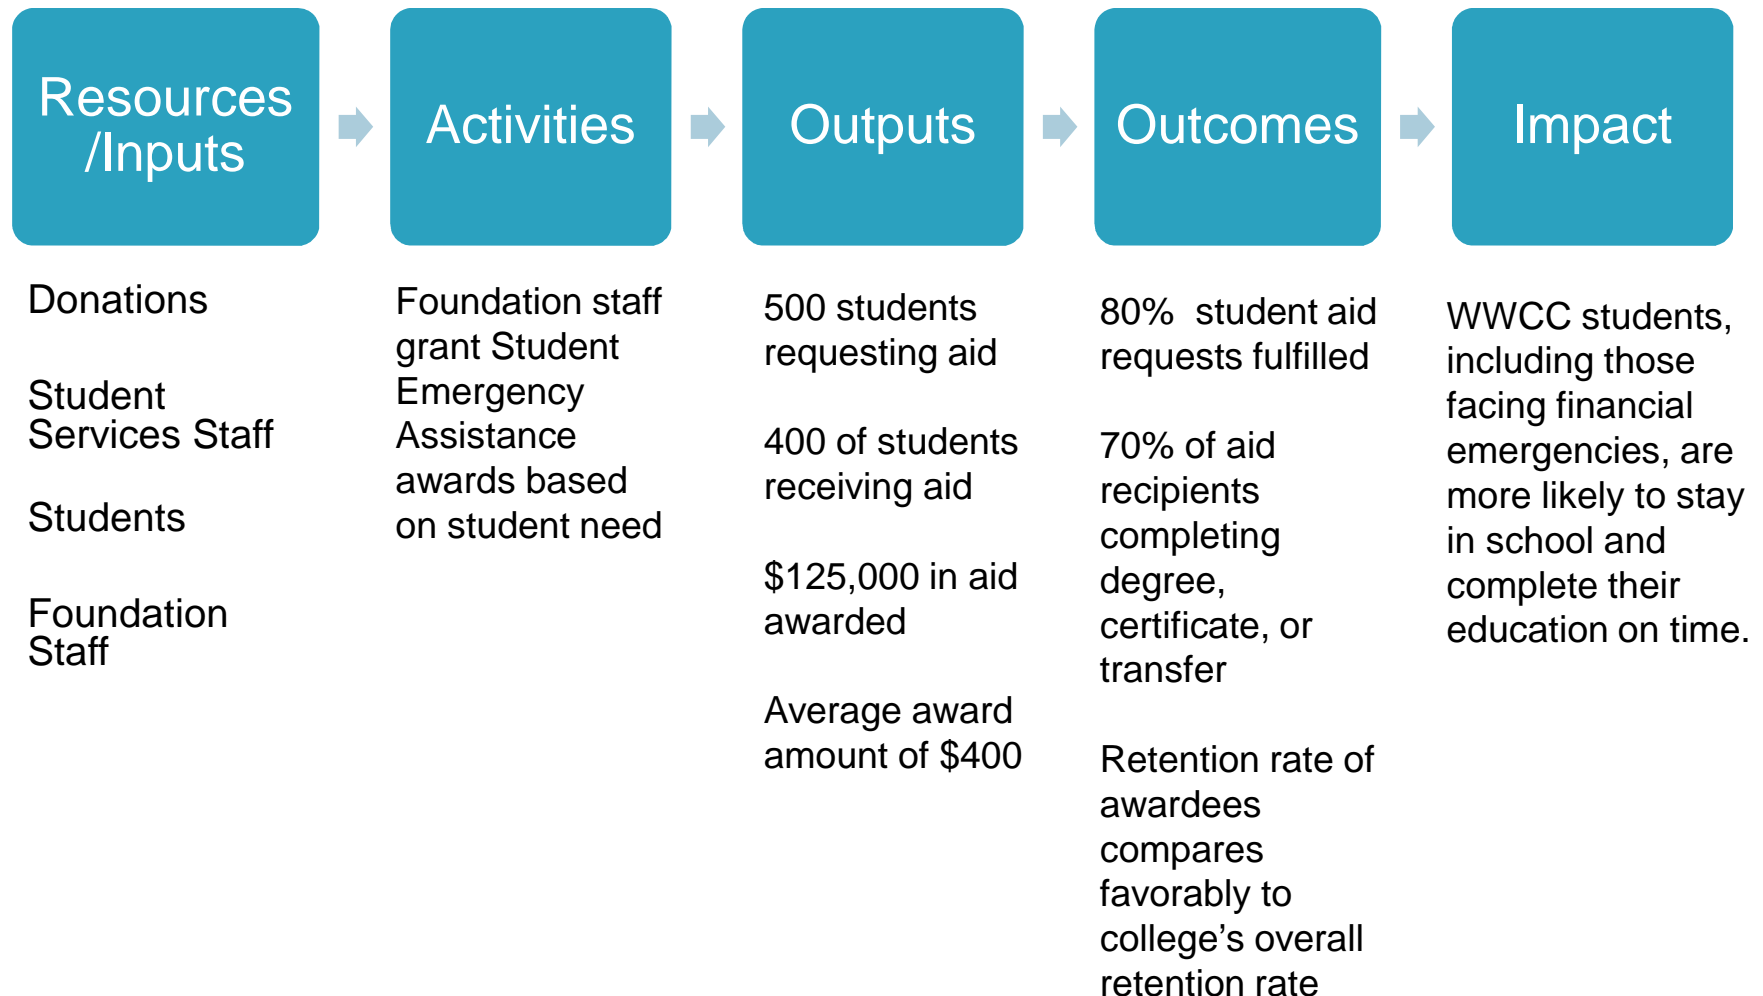 Resources
/Inputs
Activities
Outputs
Outcomes
Impact
Donations
Student
Services Staff
Students
Foundation
Staff
Foundation staff
grant Student
Emergency
Assistance
awards based
on student need
500 students
requesting aid
400 of students
receiving aid
$125,000 in aid
awarded
Average award
amount of $400
80%  student aid
requests fulfilled
70% of aid
recipients
completing
degree,
certificate, or
transfer
Retention rate of
awardees
compares
favorably to
college’s overall
retention rate
WWCC students,
including those
facing financial
emergencies, are
more likely to stay
in school and
complete their
education on time.